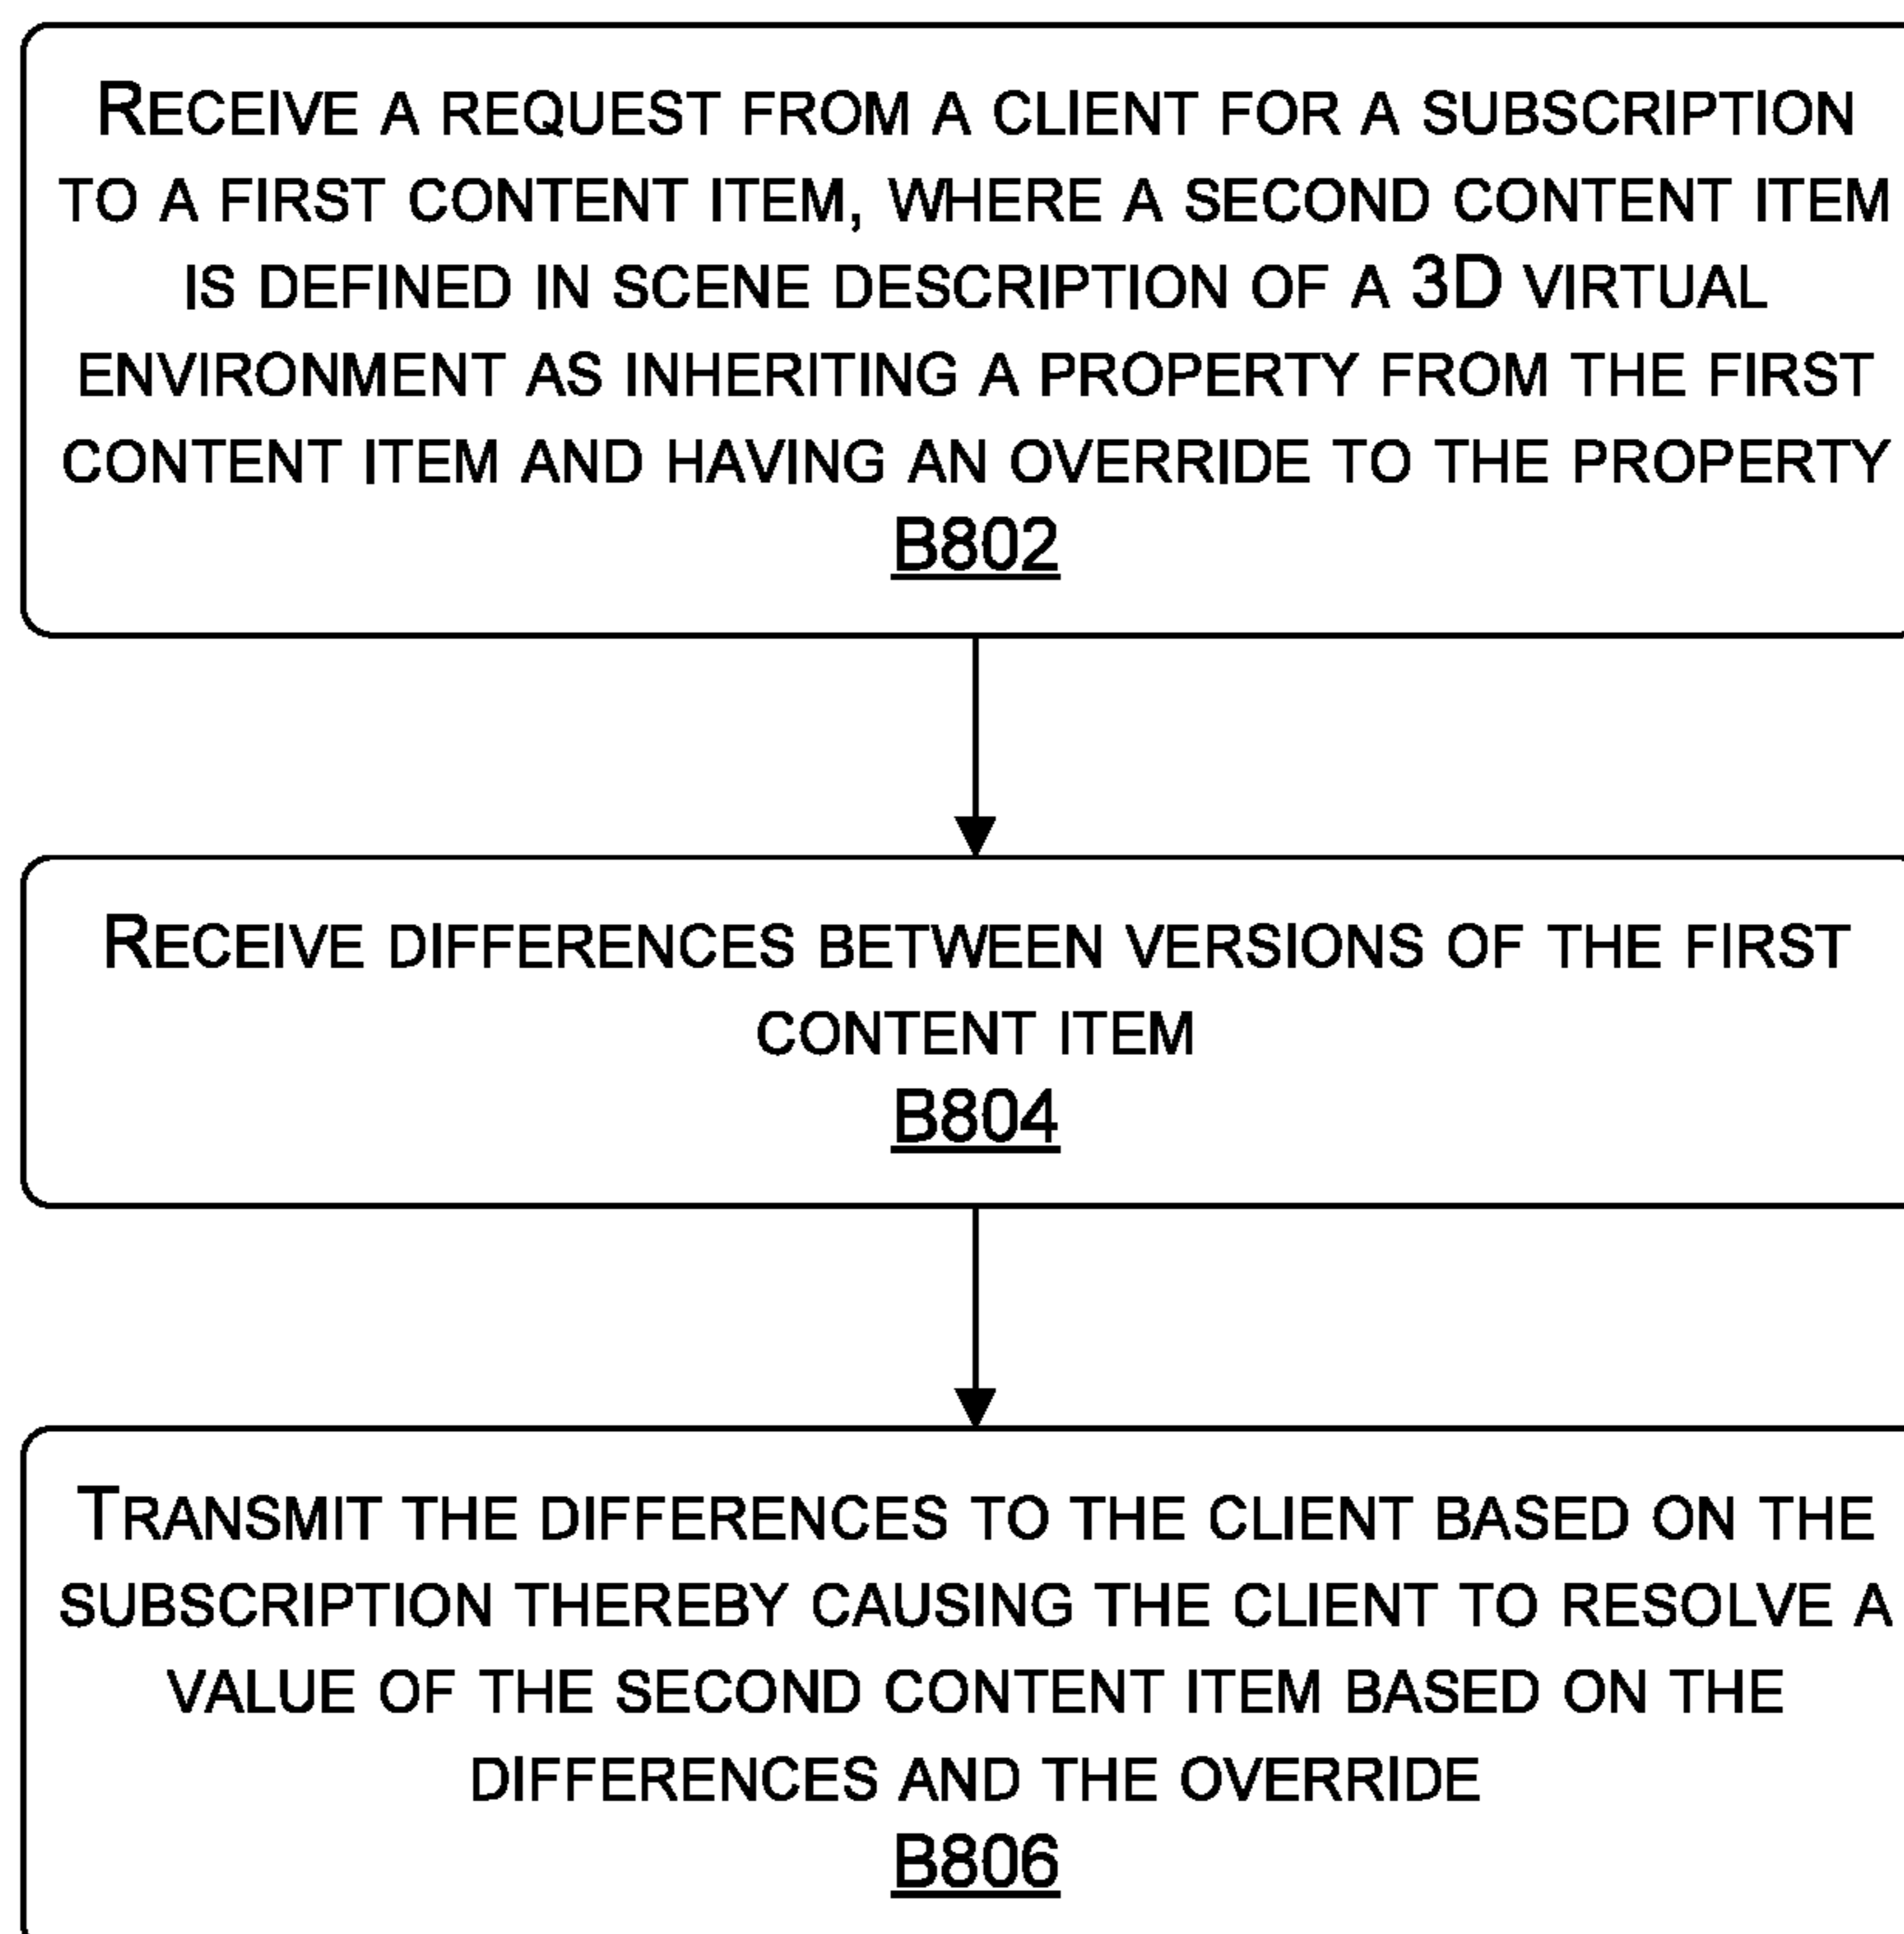 RECEIVE A REQUEST FROM A CLIENT FOR A SUBSCRIPTION
TO A FIRST CONTENT ITEM, WHERE A SECOND CONTENT ITEM
IS DEFINED IN SCENE DESCRIPTION OF A 3D VIRTUAL
ENVIRONMENT AS INHERITING A PROPERTY FROM THE FIRST
CONTENT ITEM AND HAVING AN OVERRIDE TO THE PROPERTY
B802
RECEIVE DIFFERENCES BETWEEN VERSIONS OF THE FIRST
CONTENT ITEM
B804
TRANSMIT THE DIFFERENCES TO THE CLIENT BASED ON THE
SUBSCRIPTION THEREBY CAUSING THE CLIENT TO RESOLVE A
VALUE OF THE SECOND CONTENT ITEM BASED ON THE
DIFFERENCES AND THE OVERRIDE
B806